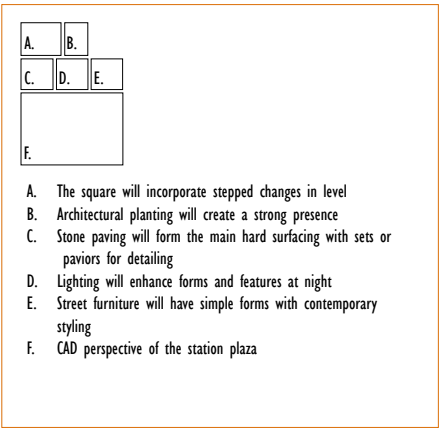 A. B.
C. D. E.
F.
A. The square will incorporate stepped changes in level
B. Architectural planting will create a strong presence
C. Stone paving will form the main hard surfacing with sets or
paviors for detailing
D. Lighting will enhance forms and features at night
E. Street furniture will have simple forms with contemporary
styling
F. CAD perspective of the station plaza